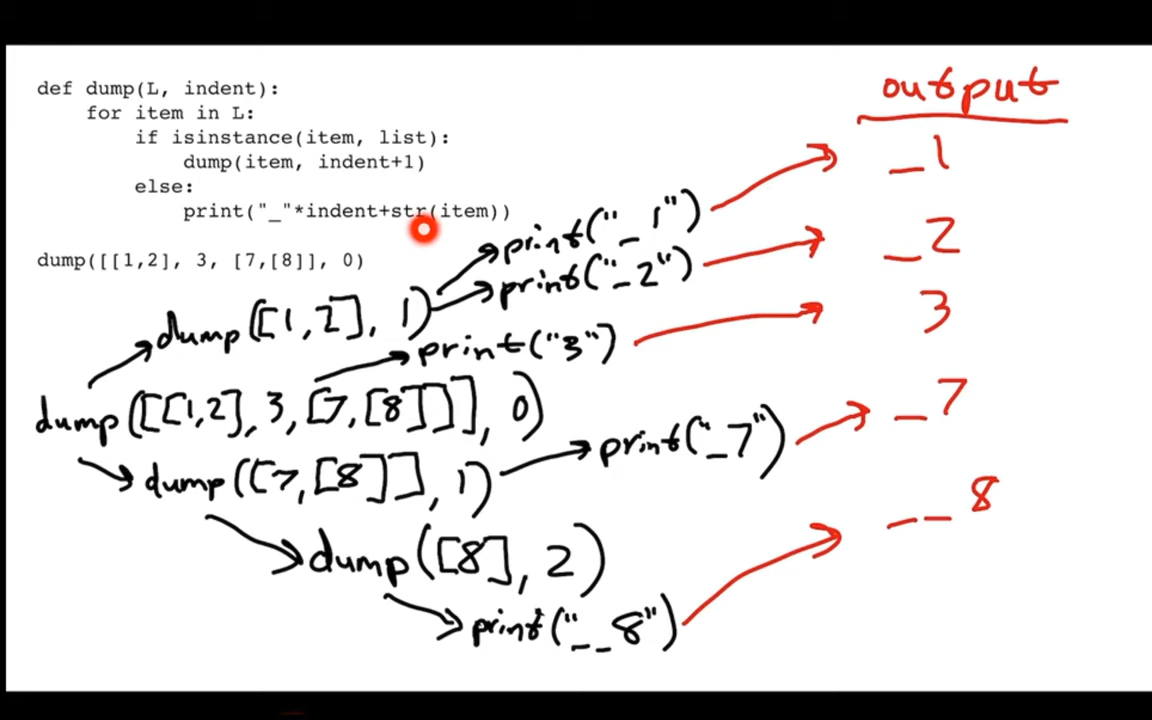 def dump(L, indent):
    for item in L:
        if isinstance(item, list):
            dump(item, indent+1)
        else:
            print("_"*indent+str(item))
dump([[1,2], 3, [7,[8]], 0)
print("_1")
print("_2")
dump([1,2], 1)
print("3")
dump([[1,2],3,[7,[8]]], 0)
print("_7")
dump([7,[8]], 1)
dump([8], 2)
print("__8")
output
_1
_2
3
_7
__8